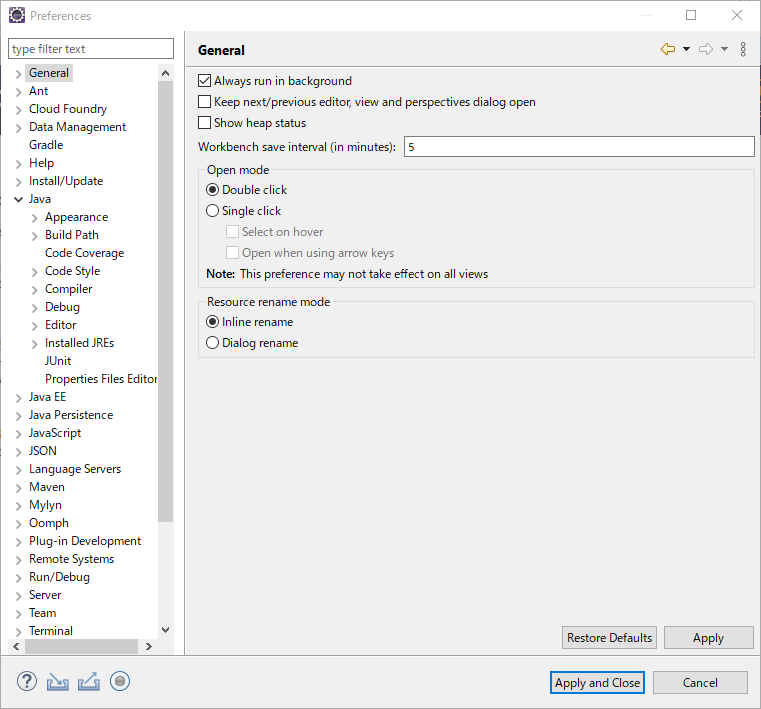 Preferences
type filter text
General
Ant
Cloud Foundry
Data Management
Gradle
Help
Install/Update
Java
Appearance
Build Path
Code Coverage
Code Style
Compiler
Debug
Editor
Installed JREs
JUnit
Properties Files Editor
Java EE
Java Persistence
JavaScript
JSON
Language Servers
Maven
Mylyn
Oomph
Plug-in Development
Remote Systems
Run/Debug
Server
Team
Terminal
General
Always run in background
Keep next/previous editor, view and perspectives dialog open
Show heap status
Workbench save interval (in minutes): 5
Open mode
Double click
Single click
Select on hover
Open when using arrow keys
Note: This preference may not take effect on all views
Resource rename mode
Inline rename
Dialog rename
Restore Defaults Apply
? Apply and Close Cancel